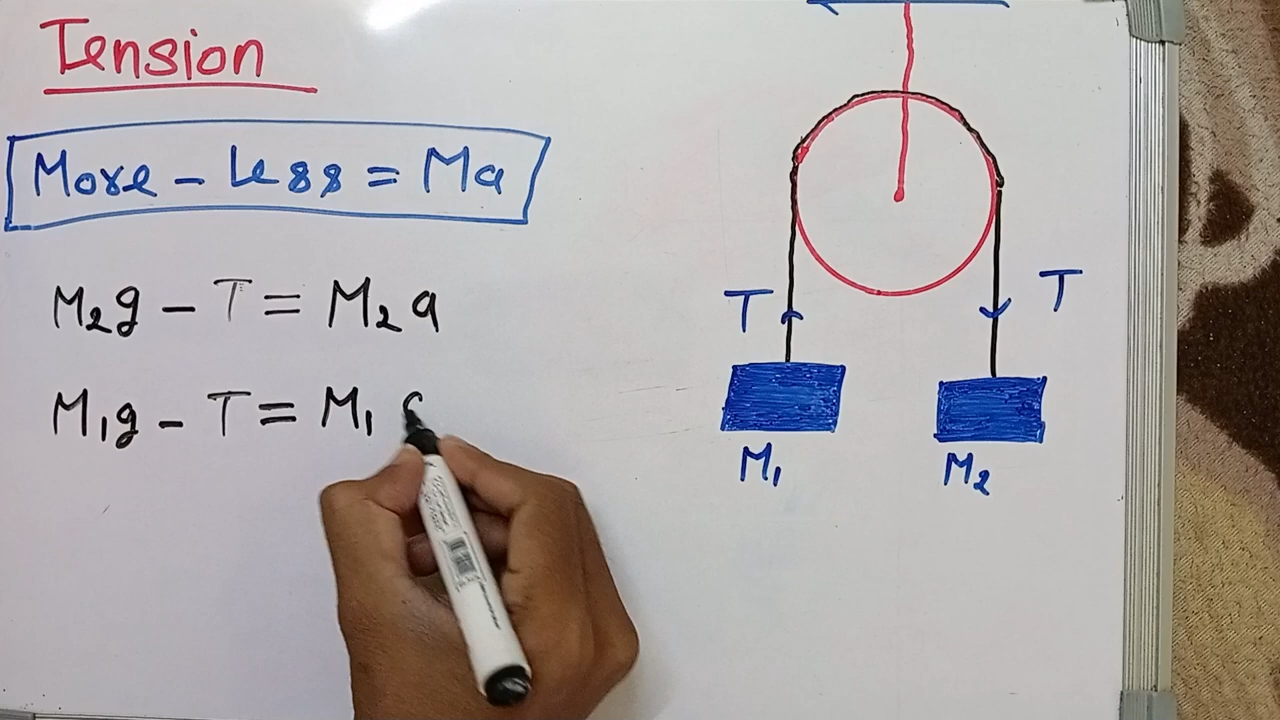 Tension
More - Less = Ma
M₂g - T = M₂ a
M₁g - T = M₁
T
T
M₁
M₂